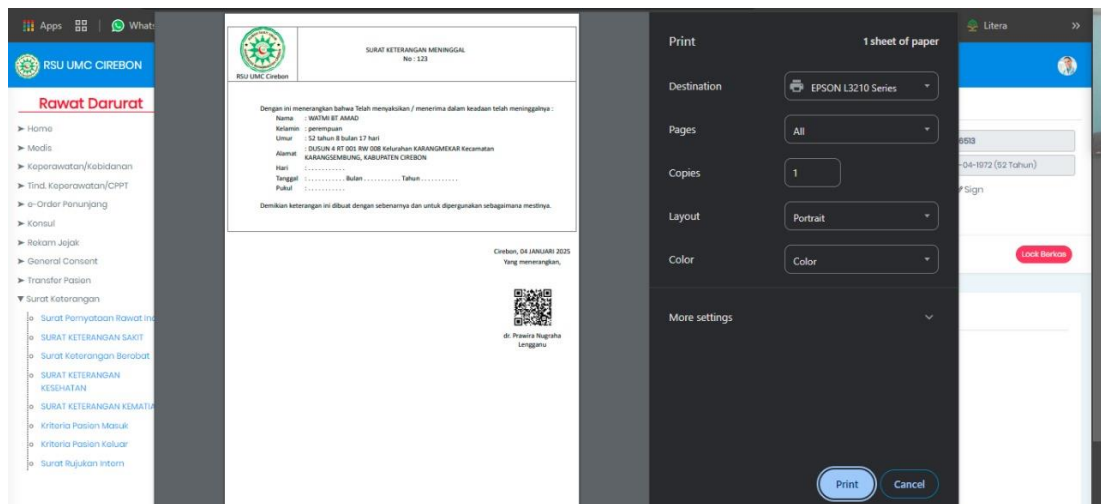 Apps
RSU UMC CIREBON
Rawat Darurat
Home
Medis
Keperawatan/Kebidanan
Tind. Keperawatan/CPPT
e-Order Penunjang
Konsul
Rekam Jejak
General Consent
Transfer Pasien
Surat Keterangan
Surat Pernyataan Rawat
SURAT KETERANGAN SAKIT
Surat Keterangan Berobat
SURAT KETERANGAN
KESEHATAN
SURAT KETERANGAN
Kriteria Pasien Masuk
Kriteria Pasien Keluar
Surat Rujukan Intern
RSU UMC Cirebon
SURAT KETERANGAN MENINGGAL
No : 123
Dengan ini menerangkan bahwa Telah menyaksikan / menerima dalam keadaan telah meninggalnya :
Nama : WATMI BT AMAD
Kelamin : perempuan
Umur : 52 tahun 8 bulan 17 hari
Alamat : DUSUN 4 RT 001 RW 008 Kelurahan KARANGMEKAR Kecamatan
KARANGSEMBUNG, KABUPATEN CIREBON
Hari : . . . . . . . . . . .
Tanggal : . . . . . . . . . . . Bulan . . . . . . . . . . . Tahun . . . . . . . . . . .
Pukul : . . . . . . . . . . .
Demikian keterangan ini dibuat dengan sebenarnya dan untuk dipergunakan sebagaimana mestinya.
Cirebon, 04 JANUARI 2025
Yang menerangkan,
dr. Prawira Nugraha
Lengganu
Print
1 sheet of paper
Destination
EPSON L3210 Series
Pages
All
Copies
1
Layout
Portrait
Color
Color
More settings
Print
Cancel
Litera
»
6513
-04-1972 (52 Tahun)
Sign
Lock Berkas